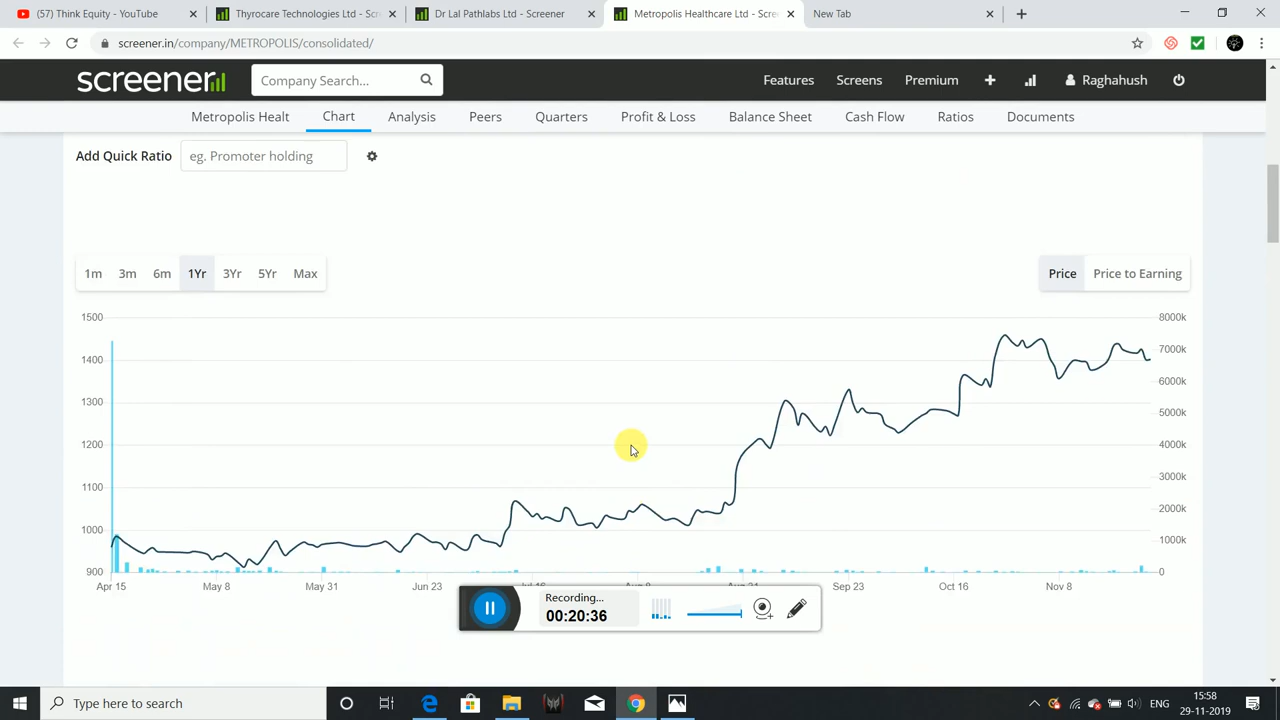 (57) Think Equity - YouTube
Thyrocare Technologies Ltd - Scr
Dr Lal Pathlabs Ltd - Screener
Metropolis Healthcare Ltd - Scre
New Tab
screener.in/company/METROPOLIS/consolidated/
screener
Company Search...
Features
Screens
Premium
Raghahush
Metropolis Healt
Chart
Analysis
Peers
Quarters
Profit & Loss
Balance Sheet
Cash Flow
Ratios
Documents
Add Quick Ratio
eg. Promoter holding
1m 3m 6m 1Yr 3Yr 5Yr Max
Price
Price to Earning
1500 8000k
7000k
1400
6000k
1300
5000k
1200 4000k
3000k
1100
2000k
1000
1000k
900 0
Apr 15 May 8 May 31 Jun 23 Sep 23 Oct 16 Nov 8
Recording...
00:20:36
Type here to search
ENG
15:58
29-11-2019